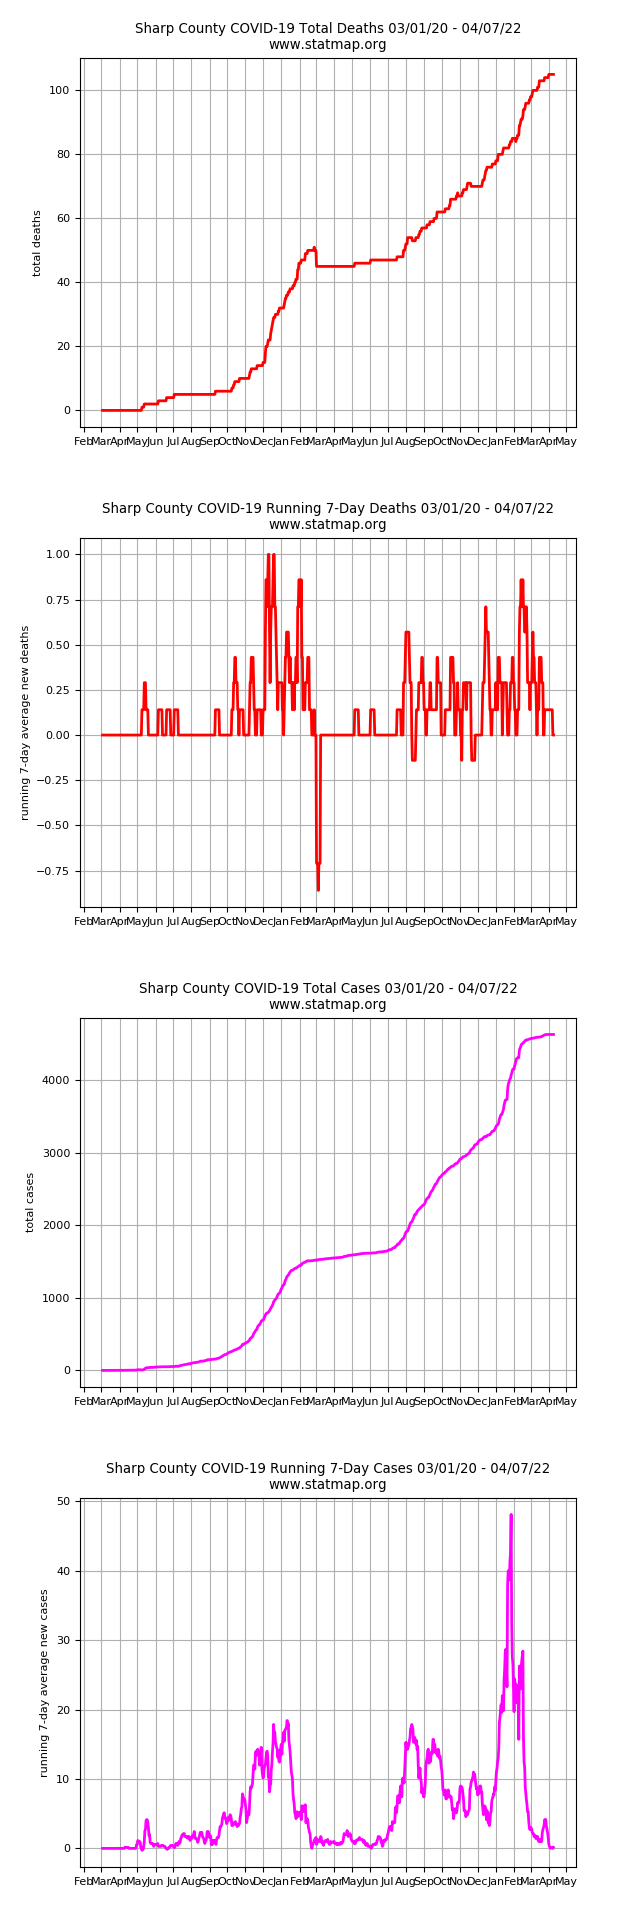 Sharp County COVID-19 Total Deaths 03/01/20 - 04/07/22
www.statmap.org
100
80
60
40
20
0
total deaths
Feb Mar Apr May Jun Jul Aug Sep Oct Nov Dec Jan Feb Mar Apr May Jun Jul Aug Sep Oct Nov Dec Jan Feb Mar Apr May
Sharp County COVID-19 Running 7-Day Deaths 03/01/20 - 04/07/22
www.statmap.org
1.00
0.75
0.50
0.25
0.00
−0.25
−0.50
−0.75
running 7-day average new deaths
Feb Mar Apr May Jun Jul Aug Sep Oct Nov Dec Jan Feb Mar Apr May Jun Jul Aug Sep Oct Nov Dec Jan Feb Mar Apr May
Sharp County COVID-19 Total Cases 03/01/20 - 04/07/22
www.statmap.org
4000
3000
2000
1000
0
total cases
Feb Mar Apr May Jun Jul Aug Sep Oct Nov Dec Jan Feb Mar Apr May Jun Jul Aug Sep Oct Nov Dec Jan Feb Mar Apr May
Sharp County COVID-19 Running 7-Day Cases 03/01/20 - 04/07/22
www.statmap.org
50
40
30
20
10
0
running 7-day average new cases
Feb Mar Apr May Jun Jul Aug Sep Oct Nov Dec Jan Feb Mar Apr May Jun Jul Aug Sep Oct Nov Dec Jan Feb Mar Apr May